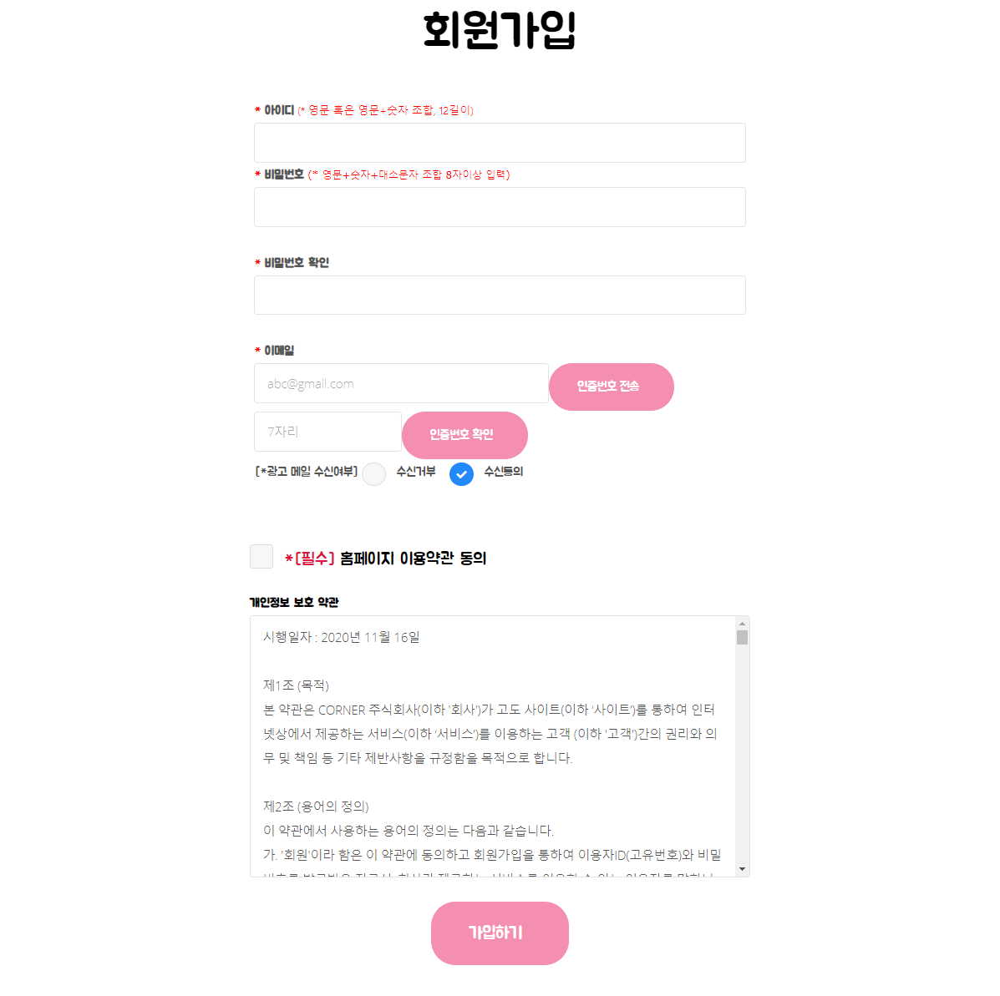 회원가입
* 아이디 (* 영문 혹은 영문+숫자 조합, 12길이)
* 비밀번호 (* 영문+숫자+대소문자 조합 8자이상 입력)
* 비밀번호 확인
* 이메일
abc@gmail.com
인증번호 전송
7자리
인증번호 확인
[*광고 메일 수신여부] 수신거부 수신동의
*[필수] 홈페이지 이용약관 동의
개인정보 보호 약관
시행일자 : 2020년 11월 16일
제1조 (목적)
본 약관은 CORNER 주식회사(이하 '회사')가 고도 사이트(이하 '사이트')를 통하여 인터
넷상에서 제공하는 서비스(이하 '서비스')를 이용하는 고객 (이하 '고객')간의 권리와 의
무 및 책임 등 기타 제반사항을 규정함을 목적으로 합니다.
제2조 (용어의 정의)
이 약관에서 사용하는 용어의 정의는 다음과 같습니다.
가. '회원'이라 함은 이 약관에 동의하고 회원가입을 통하여 이용자ID(고유번호)와 비밀
가입하기